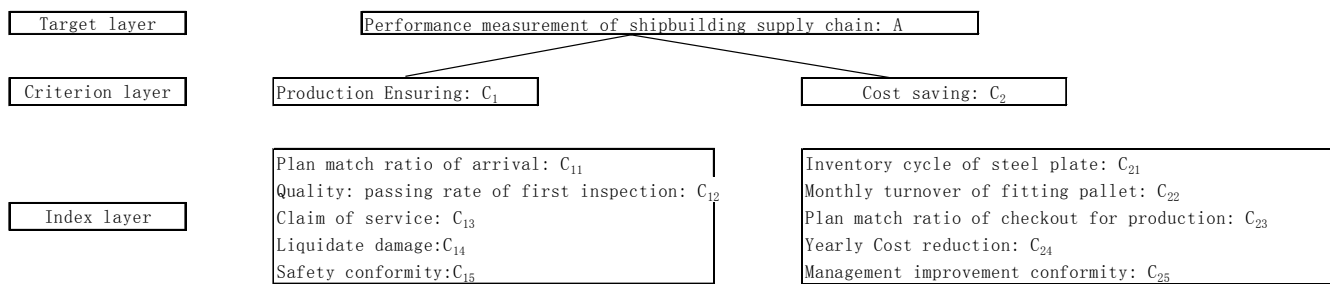 Target layer
Performance measurement of shipbuilding supply chain: A
Criterion layer
Production Ensuring: C₁
Cost saving: C₂
Index layer
Plan match ratio of arrival: C₁₁
Quality: passing rate of first inspection: C₁₂
Claim of service: C₁₃
Liquidate damage:C₁₄
Safety conformity:C₁₅
Inventory cycle of steel plate: C₂₁
Monthly turnover of fitting pallet: C₂₂
Plan match ratio of checkout for production: C₂₃
Yearly Cost reduction: C₂₄
Management improvement conformity: C₂₅